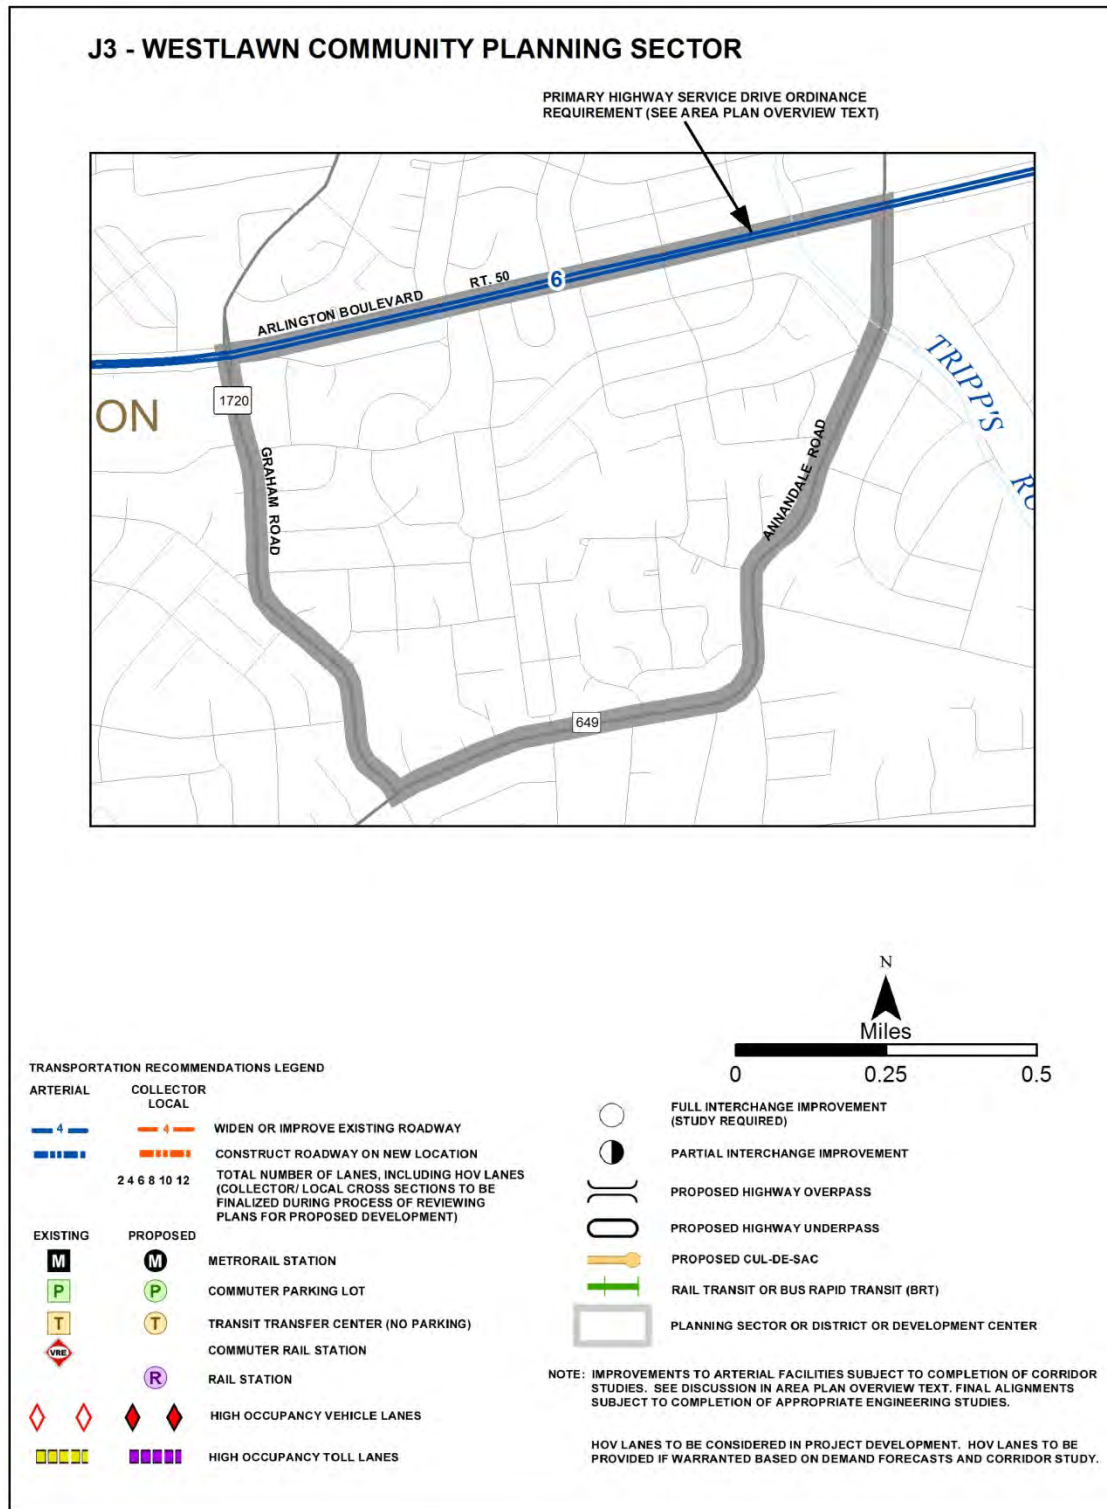 J3 - WESTLAWN COMMUNITY PLANNING SECTOR
PRIMARY HIGHWAY SERVICE DRIVE ORDINANCE
REQUIREMENT (SEE AREA PLAN OVERVIEW TEXT)
ARLINGTON BOULEVARD
RT. 50
6
1720
ON
GRAHAM ROAD
TRIPP'S
RU
ANNANDALE ROAD
649
N
Miles
0 0.25 0.5
TRANSPORTATION RECOMMENDATIONS LEGEND
ARTERIAL COLLECTOR
LOCAL
4 4 WIDEN OR IMPROVE EXISTING ROADWAY
CONSTRUCT ROADWAY ON NEW LOCATION
2 4 6 8 10 12 TOTAL NUMBER OF LANES, INCLUDING HOV LANES
(COLLECTOR/ LOCAL CROSS SECTIONS TO BE
FINALIZED DURING PROCESS OF REVIEWING
PLANS FOR PROPOSED DEVELOPMENT)
EXISTING PROPOSED
M M METRORAIL STATION
P P COMMUTER PARKING LOT
T T TRANSIT TRANSFER CENTER (NO PARKING)
VRE COMMUTER RAIL STATION
R RAIL STATION
HIGH OCCUPANCY VEHICLE LANES
HIGH OCCUPANCY TOLL LANES
FULL INTERCHANGE IMPROVEMENT
(STUDY REQUIRED)
PARTIAL INTERCHANGE IMPROVEMENT
PROPOSED HIGHWAY OVERPASS
PROPOSED HIGHWAY UNDERPASS
PROPOSED CUL-DE-SAC
RAIL TRANSIT OR BUS RAPID TRANSIT (BRT)
PLANNING SECTOR OR DISTRICT OR DEVELOPMENT CENTER
NOTE: IMPROVEMENTS TO ARTERIAL FACILITIES SUBJECT TO COMPLETION OF CORRIDOR
STUDIES. SEE DISCUSSION IN AREA PLAN OVERVIEW TEXT. FINAL ALIGNMENTS
SUBJECT TO COMPLETION OF APPROPRIATE ENGINEERING STUDIES.
HOV LANES TO BE CONSIDERED IN PROJECT DEVELOPMENT. HOV LANES TO BE
PROVIDED IF WARRANTED BASED ON DEMAND FORECASTS AND CORRIDOR STUDY.